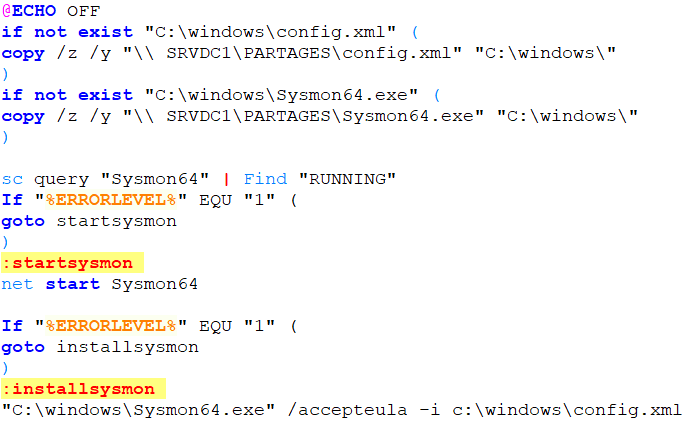 @ECHO OFF
if not exist "C:\windows\config.xml" (
copy /z /y "\\ SRVDC1\PARTAGES\config.xml" "C:\windows\"
)
if not exist "C:\windows\Sysmon64.exe" (
copy /z /y "\\ SRVDC1\PARTAGES\Sysmon64.exe" "C:\windows\"
)
sc query "Sysmon64" | Find "RUNNING"
If "%ERRORLEVEL%" EQU "1" (
goto startsysmon
)
:startsysmon
net start Sysmon64
If "%ERRORLEVEL%" EQU "1" (
goto installsysmon
)
:installsysmon
"C:\windows\Sysmon64.exe" /accepteula -i c:\windows\config.xml